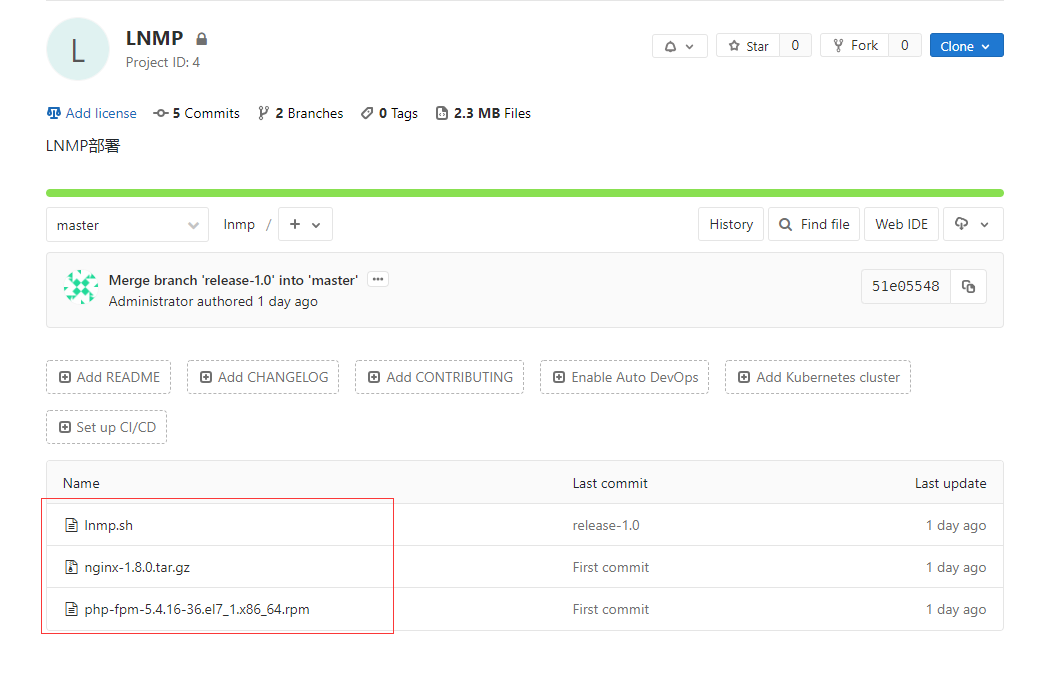 L
LNMP
Project ID: 4
Star 0 Fork 0 Clone
Add license 5 Commits 2 Branches 0 Tags 2.3 MB Files
LNMP部署
master lnmp / + History Find file Web IDE
Merge branch 'release-1.0' into 'master' ...
Administrator authored 1 day ago
51e05548
Add README Add CHANGELOG Add CONTRIBUTING Enable Auto DevOps Add Kubernetes cluster
Set up CI/CD
Name Last commit Last update
lnmp.sh release-1.0 1 day ago
nginx-1.8.0.tar.gz First commit 1 day ago
php-fpm-5.4.16-36.el7_1.x86_64.rpm First commit 1 day ago